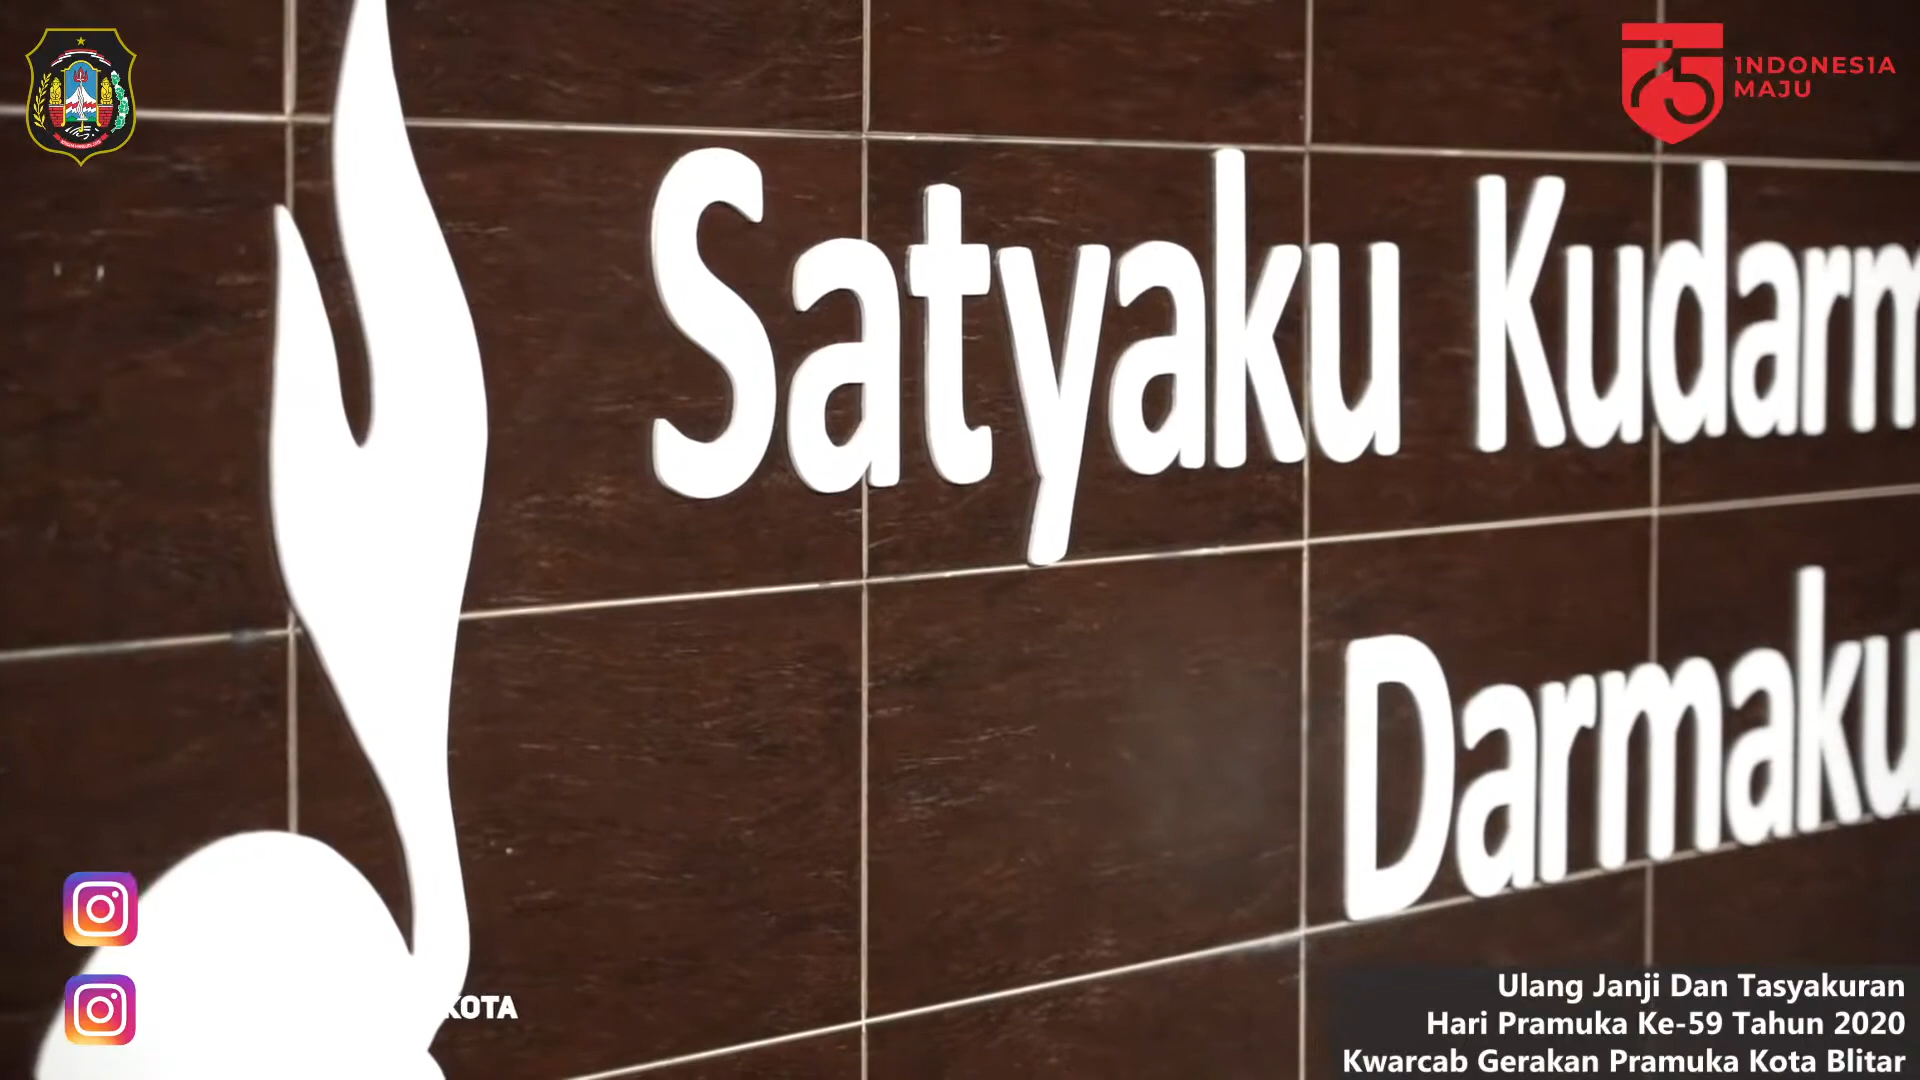 INDONES1A
MAJU
Satyaku Kudarm
Darmaku
KOTA
Ulang Janji Dan Tasyakuran
Hari Pramuka Ke-59 Tahun 2020
Kwarcab Gerakan Pramuka Kota Blitar